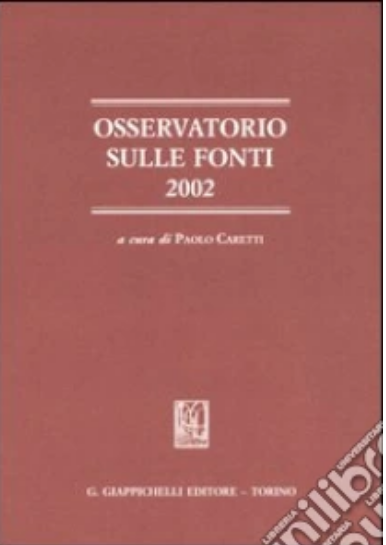 OSSERVATORIO
SULLE FONTI
2002
a cura di PAOLO CARETTI
G. GIAPPICHELLI EDITORE – TORINO